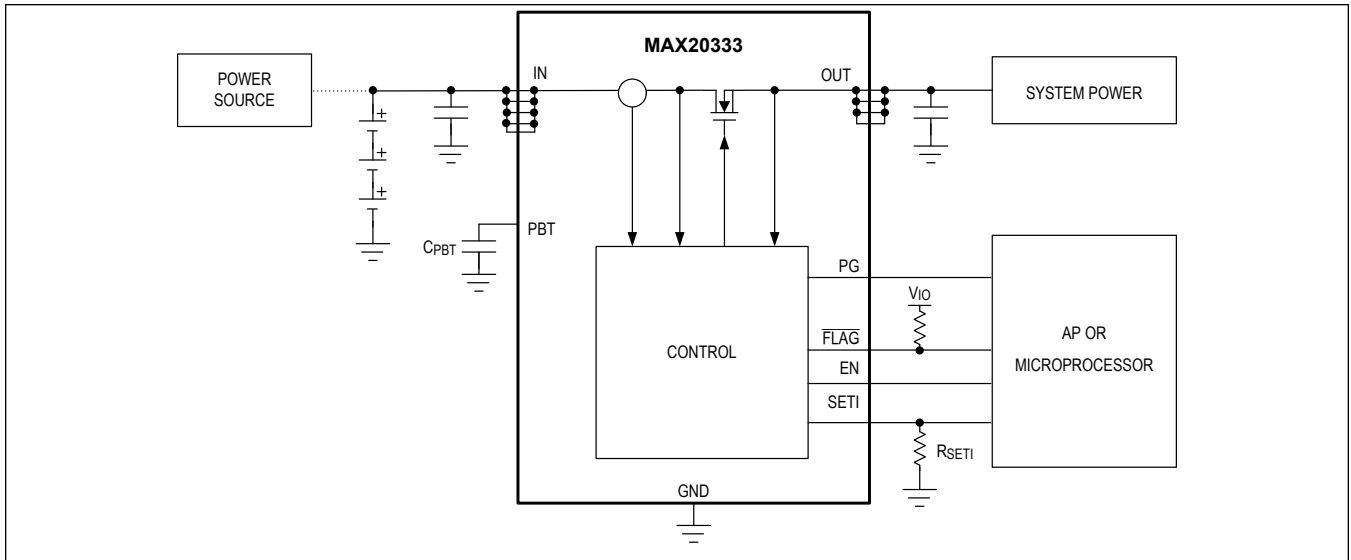 MAX20333
POWER
SOURCE
IN
OUT
SYSTEM POWER
+
+
+
PBT
CPBT
PG
VIO
FLAG
EN
SETI
CONTROL
AP OR
MICROPROCESSOR
RSETI
GND